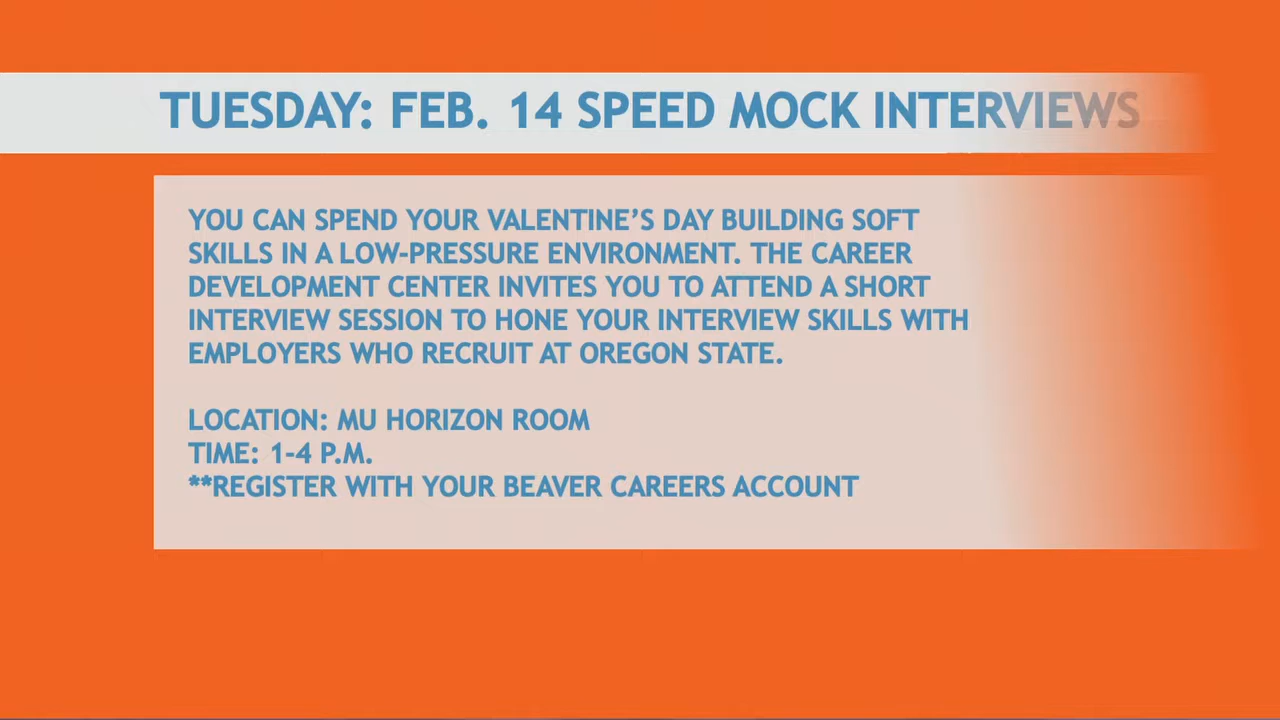 TUESDAY: FEB. 14 SPEED MOCK INTERVIEWS
YOU CAN SPEND YOUR VALENTINE’S DAY BUILDING SOFT
SKILLS IN A LOW-PRESSURE ENVIRONMENT. THE CAREER
DEVELOPMENT CENTER INVITES YOU TO ATTEND A SHORT
INTERVIEW SESSION TO HONE YOUR INTERVIEW SKILLS WITH
EMPLOYERS WHO RECRUIT AT OREGON STATE.
LOCATION: MU HORIZON ROOM
TIME: 1-4 P.M.
**REGISTER WITH YOUR BEAVER CAREERS ACCOUNT